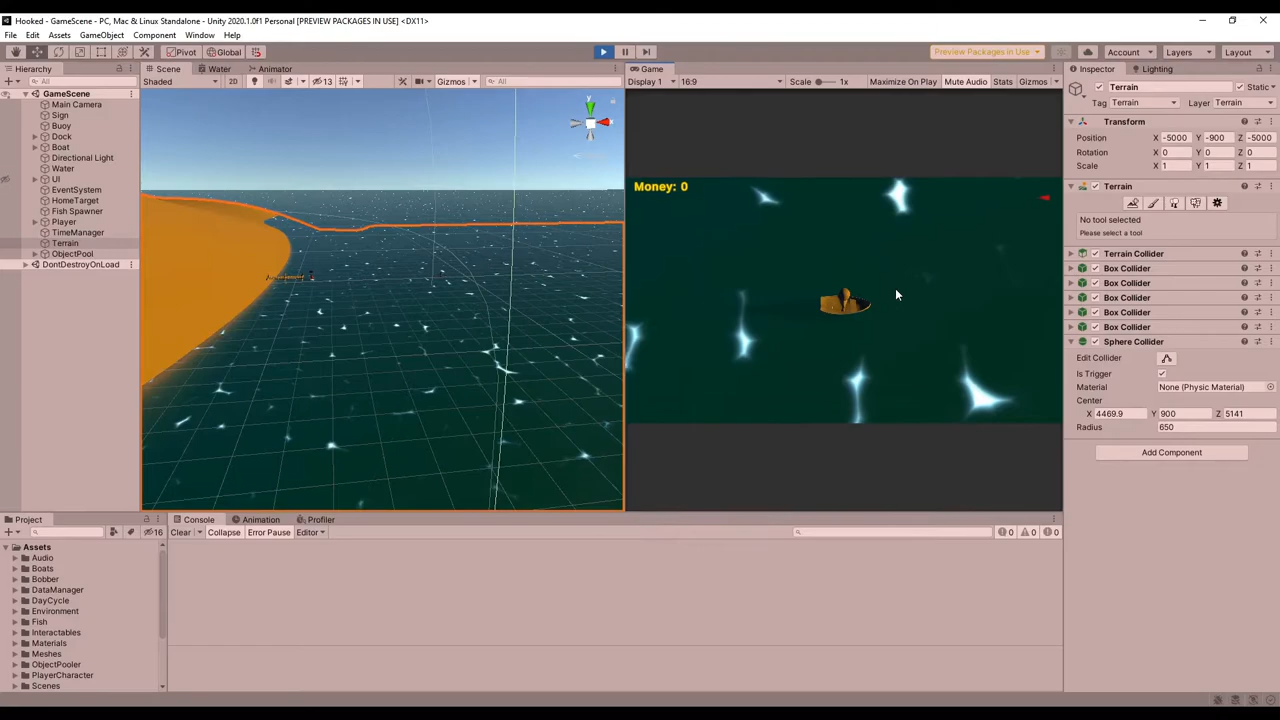 Hooked - GameScene - PC, Mac & Linux Standalone - Unity 2020.1.0f1 Personal [PREVIEW PACKAGES IN USE] <DX11>
File Edit Assets GameObject Component Window Help
Pivot Global Preview Packages in Use Account Layers Layout
Hierarchy Scene Water Animator Game Inspector Lighting
All Shaded 2D 13 Gizmos All Display 1 16:9 Scale 1x Maximize On Play Mute Audio Stats Gizmos
Terrain Static
Tag Terrain Layer Terrain
GameScene
Main Camera
Sign
Buoy
Dock
Boat
Directional Light
Water
UI
EventSystem
HomeTarget
Fish Spawner
Player
TimeManager
Terrain
ObjectPool
DontDestroyOnLoad
Money: 0
Transform
Position X -5000 Y -900 Z -5000
Rotation X 0 Y 0 Z 0
Scale X 1 Y 1 Z 1
Terrain
No tool selected
Please select a tool
Terrain Collider
Box Collider
Box Collider
Box Collider
Box Collider
Box Collider
Sphere Collider
Edit Collider
Is Trigger
Material None (Physic Material)
Center
X 4469.9 Y 900 Z 5141
Radius 650
Add Component
Project Console Animation Profiler
16 Clear Collapse Error Pause Editor 0 0 0
Assets
Audio
Boats
Bobber
DataManager
DayCycle
Environment
Fish
Interactables
Materials
Meshes
ObjectPooler
PlayerCharacter
Scenes